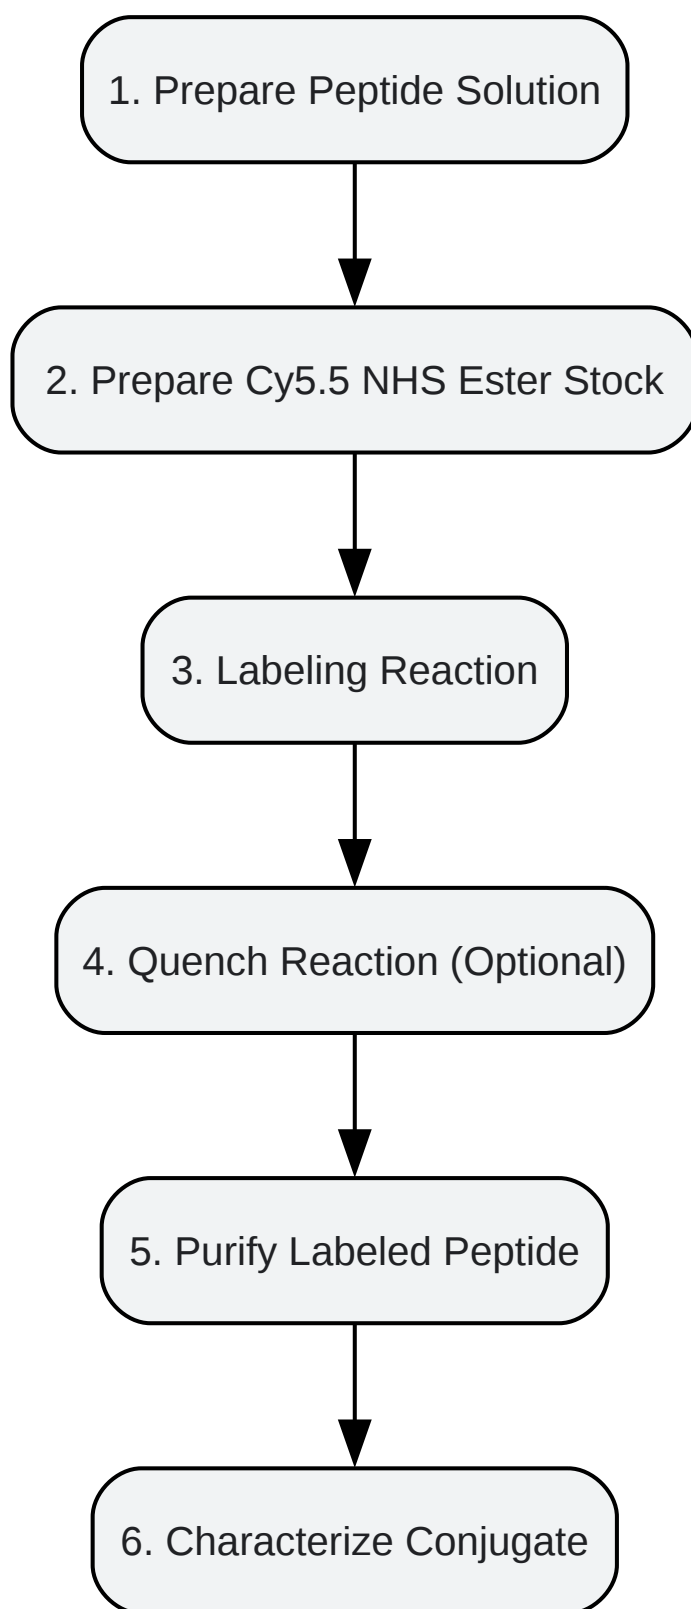 1. Prepare Peptide Solution
2. Prepare Cy5.5 NHS Ester Stock
3. Labeling Reaction
4. Quench Reaction (Optional)
5. Purify Labeled Peptide
6. Characterize Conjugate